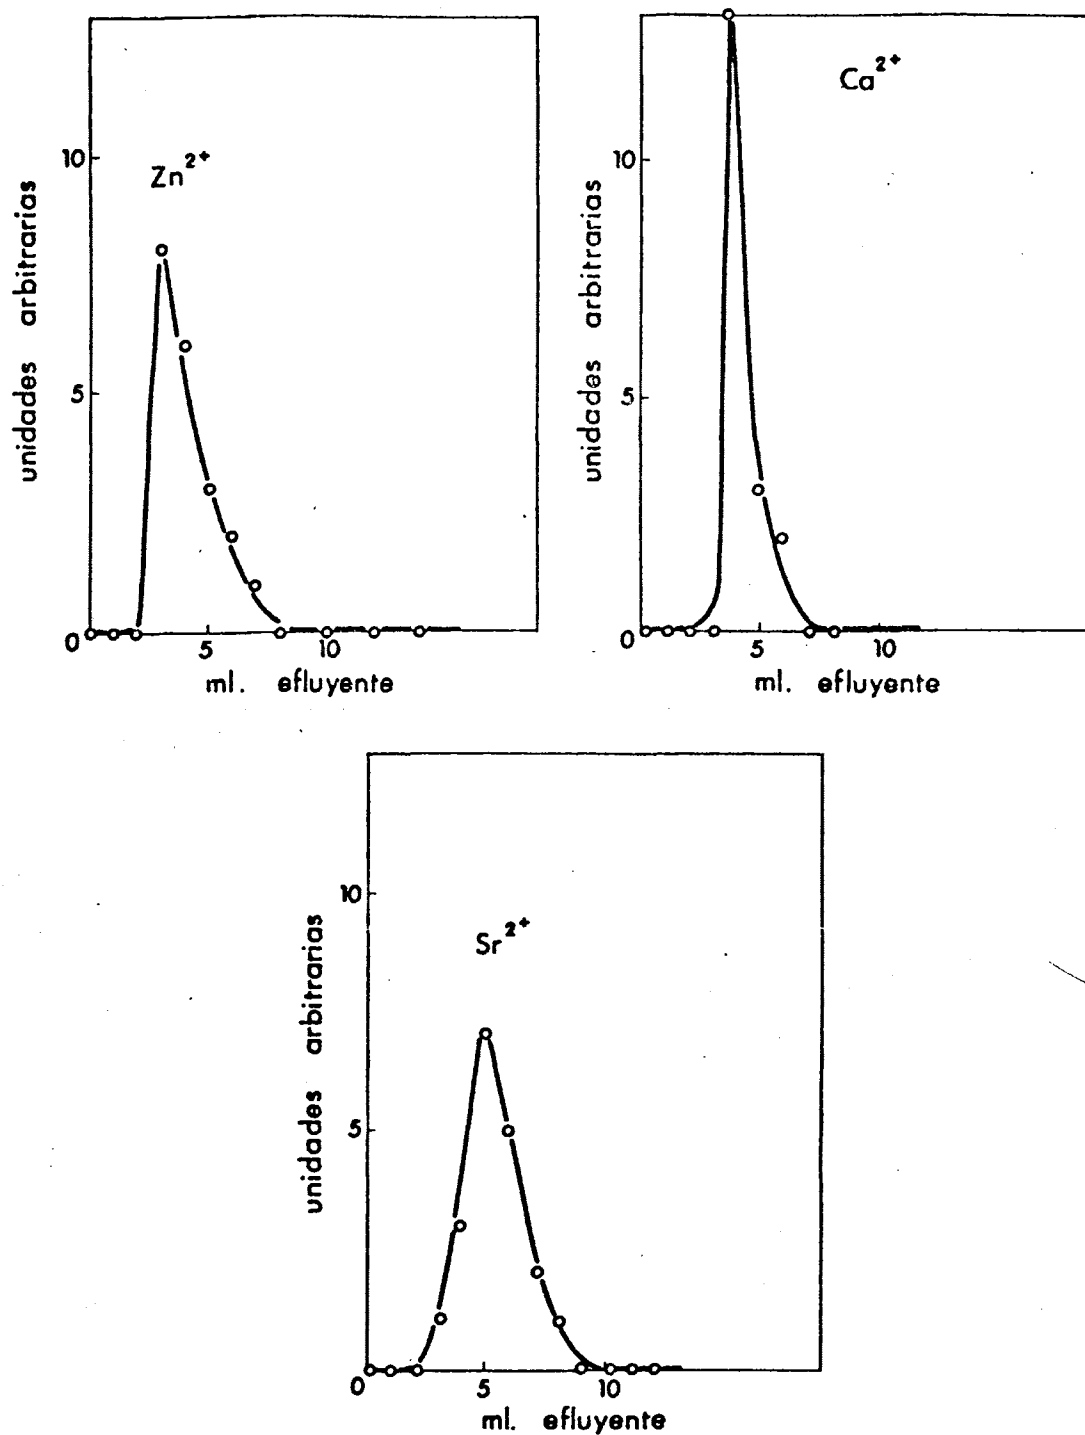 Zn²⁺
unidades arbitrarias
10
5
0
5
10
ml. efluyente
Ca²⁺
unidades arbitrarias
10
5
0
5
10
ml. efluyente
Sr²⁺
unidades arbitrarias
10
5
0
5
10
ml. efluyente